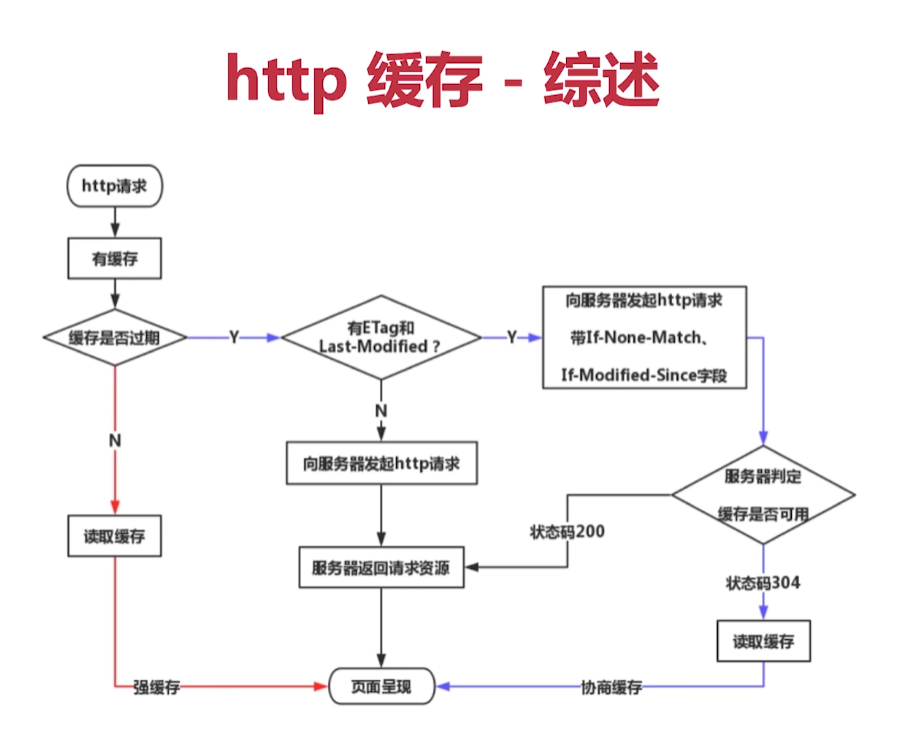 http 缓存 - 综述
http请求
有缓存
缓存是否过期
Y
有ETag和
Last-Modified？
Y
向服务器发起http请求
带If-None-Match、
If-Modified-Since字段
N
N
向服务器发起http请求
服务器判定
缓存是否可用
读取缓存
状态码200
服务器返回请求资源
状态码304
读取缓存
强缓存
页面呈现
协商缓存